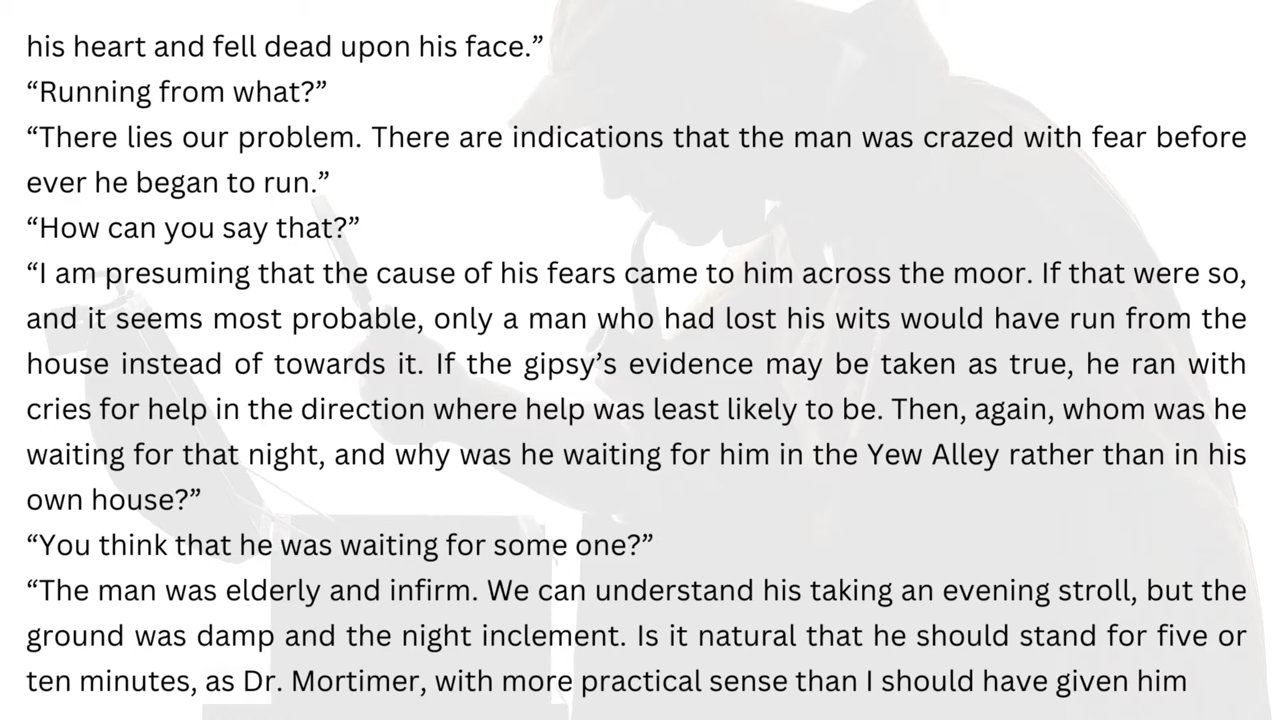 his heart and fell dead upon his face.”
“Running from what?”
“There lies our problem. There are indications that the man was crazed with fear before
ever he began to run.”
“How can you say that?”
“I am presuming that the cause of his fears came to him across the moor. If that were so,
and it seems most probable, only a man who had lost his wits would have run from the
house instead of towards it. If the gipsy’s evidence may be taken as true, he ran with
cries for help in the direction where help was least likely to be. Then, again, whom was he
waiting for that night, and why was he waiting for him in the Yew Alley rather than in his
own house?”
“You think that he was waiting for some one?”
“The man was elderly and infirm. We can understand his taking an evening stroll, but the
ground was damp and the night inclement. Is it natural that he should stand for five or
ten minutes, as Dr. Mortimer, with more practical sense than I should have given him